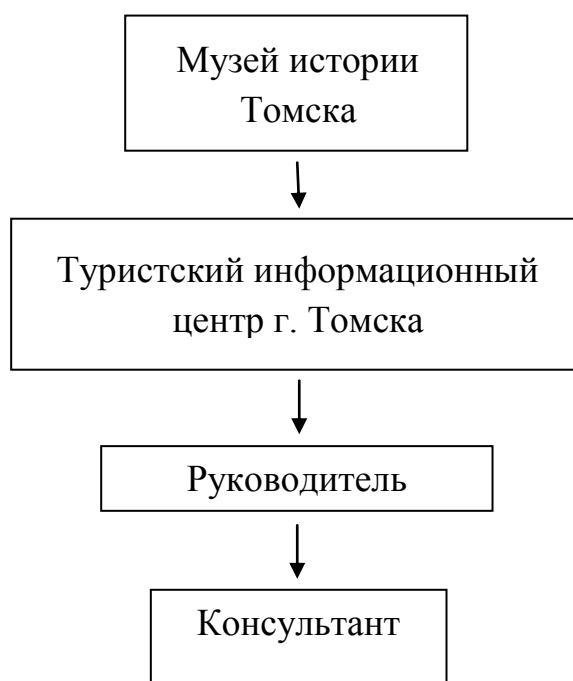 Музей истории
Томска
Туристский информационный
центр г. Томска
Руководитель
Консультант